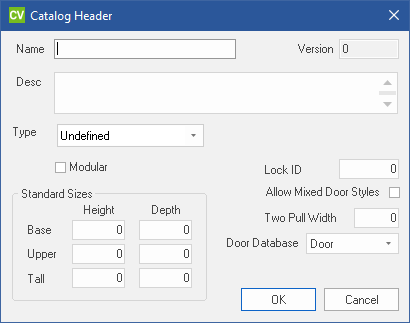 CV Catalog Header
Name Version 0
Desc
Type Undefined
Modular Lock ID 0
Allow Mixed Door Styles
Standard Sizes
Height Depth Two Pull Width 0
Base 0 0
Door Database Door
Upper 0 0
Tall 0 0
OK Cancel